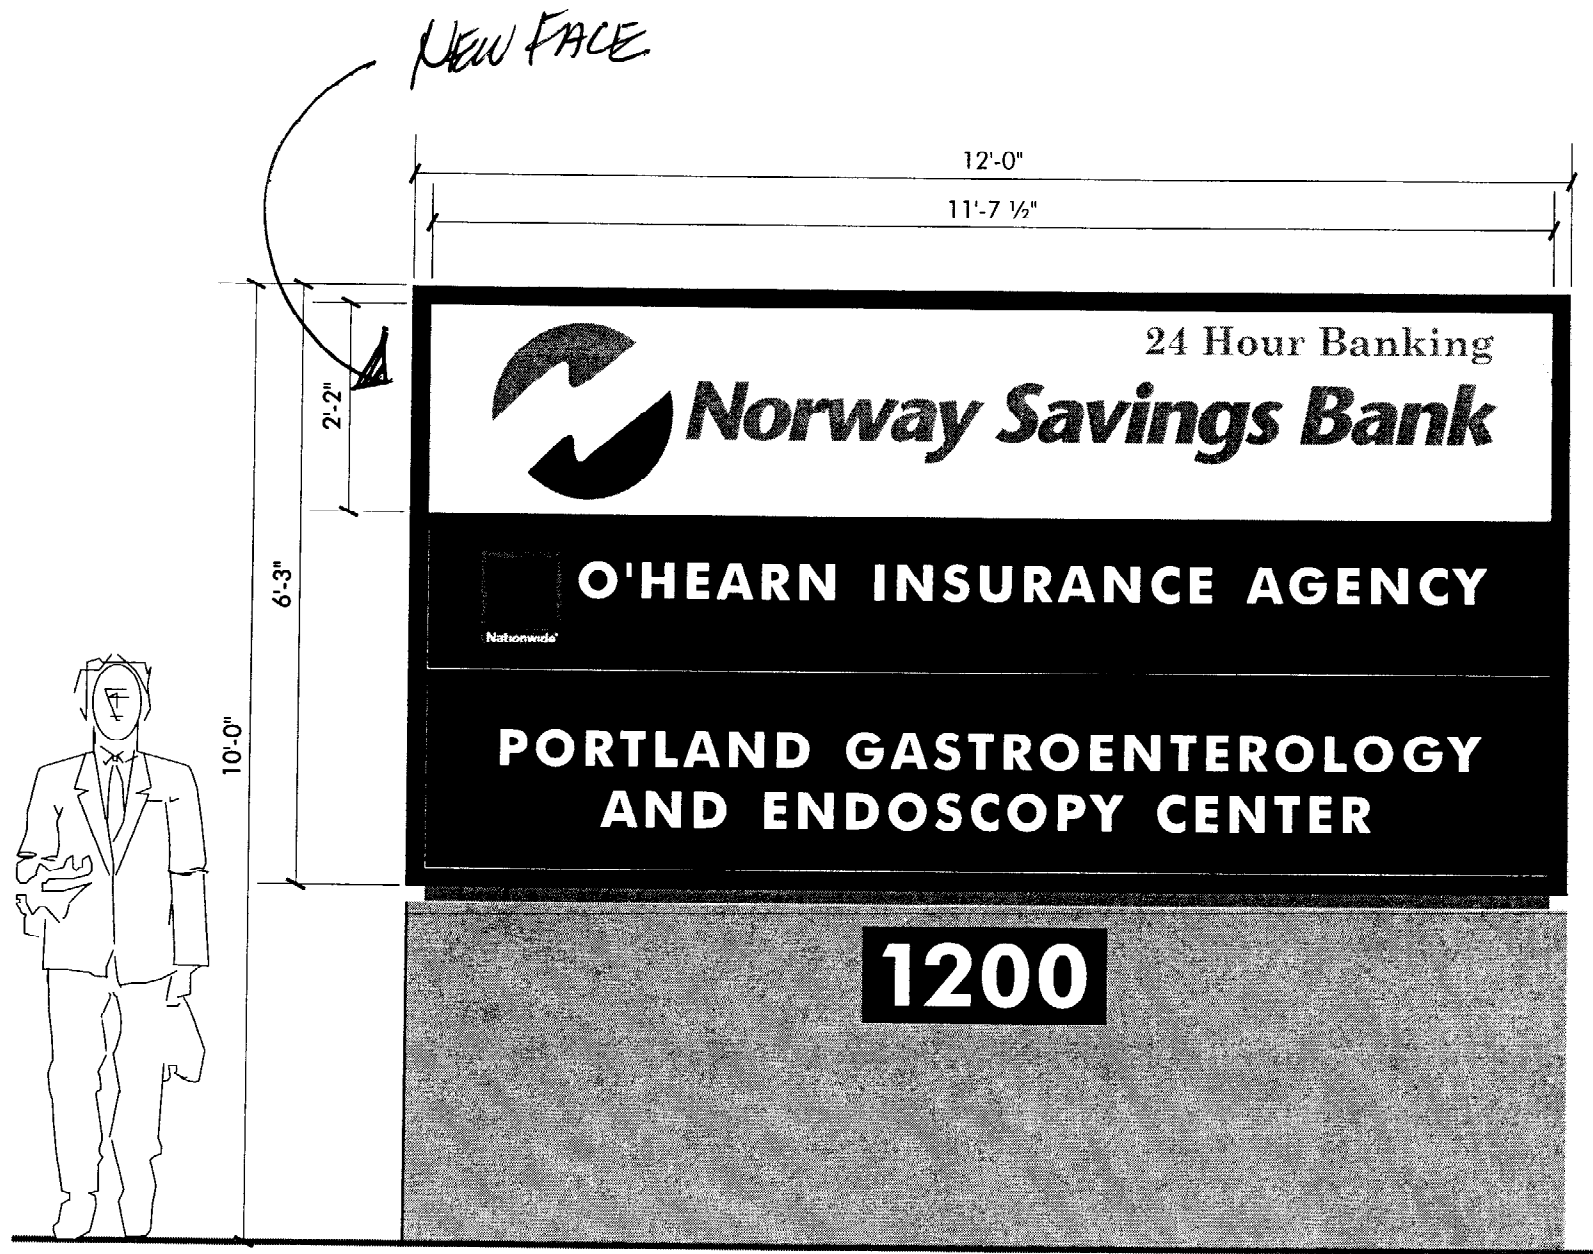 NEW FACE
12'-0"
11'-7 ½"
2'-2"
6'-3"
10'-0"
24 Hour Banking
Norway Savings Bank
O'HEARN INSURANCE AGENCY
Nationwide®
PORTLAND GASTROENTEROLOGY
AND ENDOSCOPY CENTER
1200